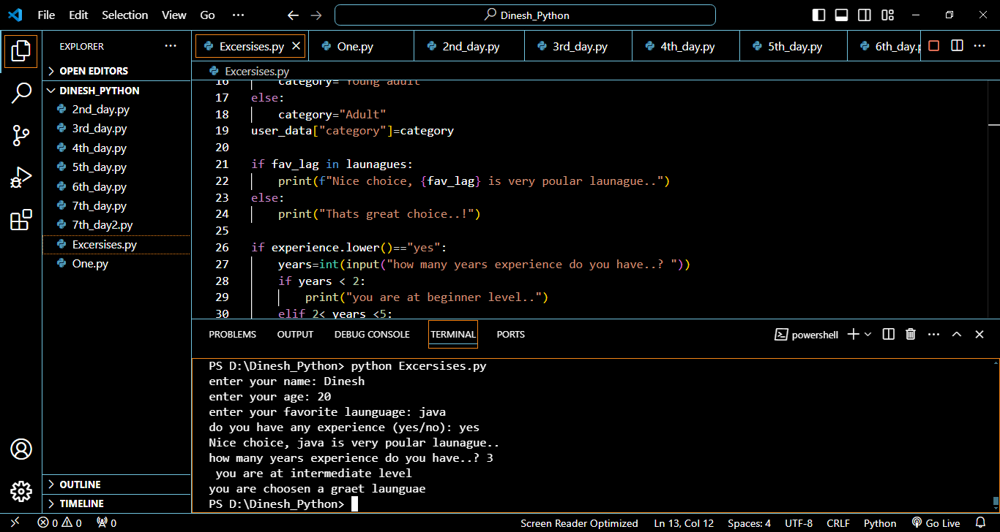 File Edit Selection View Go ··· Dinesh_Python
EXPLORER ···
OPEN EDITORS
DINESH_PYTHON
2nd_day.py
3rd_day.py
4th_day.py
5th_day.py
6th_day.py
7th_day.py
7th_day2.py
Excersises.py
One.py
OUTLINE
TIMELINE
Excersises.py One.py 2nd_day.py 3rd_day.py 4th_day.py 5th_day.py 6th_day.p
Excersises.py
16 category="Young adult"
17 else:
18 category="Adult"
19 user_data["category"]=category
20
21 if fav_lag in launagues:
22 print(f"Nice choice, {fav_lag} is very poular launague..")
23 else:
24 print("Thats great choice..!")
25
26 if experience.lower()=="yes":
27 years=int(input("how many years experience do you have..? "))
28 if years < 2:
29 print("you are at beginner level..")
30 elif 2< years <5:
PROBLEMS OUTPUT DEBUG CONSOLE TERMINAL PORTS powershell
PS D:\Dinesh_Python> python Excersises.py
enter your name: Dinesh
enter your age: 20
enter your favorite launguage: java
do you have any experience (yes/no): yes
Nice choice, java is very poular launague..
how many years experience do you have..? 3
you are at intermediate level
you are choosen a graet launguae
PS D:\Dinesh_Python>
0 0 0 Screen Reader Optimized Ln 13, Col 12 Spaces: 4 UTF-8 CRLF Python Go Live